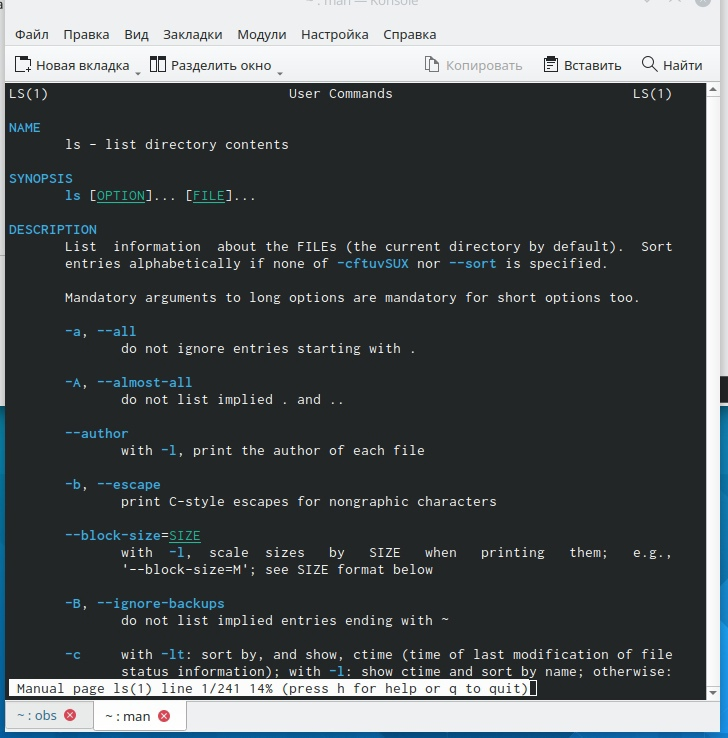 ~ : man — Konsole
Файл Правка Вид Закладки Модули Настройка Справка
Новая вкладка Разделить окно Копировать Вставить Найти
LS(1) User Commands LS(1)
NAME
ls - list directory contents
SYNOPSIS
ls [OPTION]... [FILE]...
DESCRIPTION
List information about the FILEs (the current directory by default). Sort
entries alphabetically if none of -cftuvSUX nor --sort is specified.
Mandatory arguments to long options are mandatory for short options too.
-a, --all
do not ignore entries starting with .
-A, --almost-all
do not list implied . and ..
--author
with -l, print the author of each file
-b, --escape
print C-style escapes for nongraphic characters
--block-size=SIZE
with -l, scale sizes by SIZE when printing them; e.g.,
'--block-size=M'; see SIZE format below
-B, --ignore-backups
do not list implied entries ending with ~
-c with -lt: sort by, and show, ctime (time of last modification of file
status information); with -l: show ctime and sort by name; otherwise:
Manual page ls(1) line 1/241 14% (press h for help or q to quit)
~ : obs ~ : man